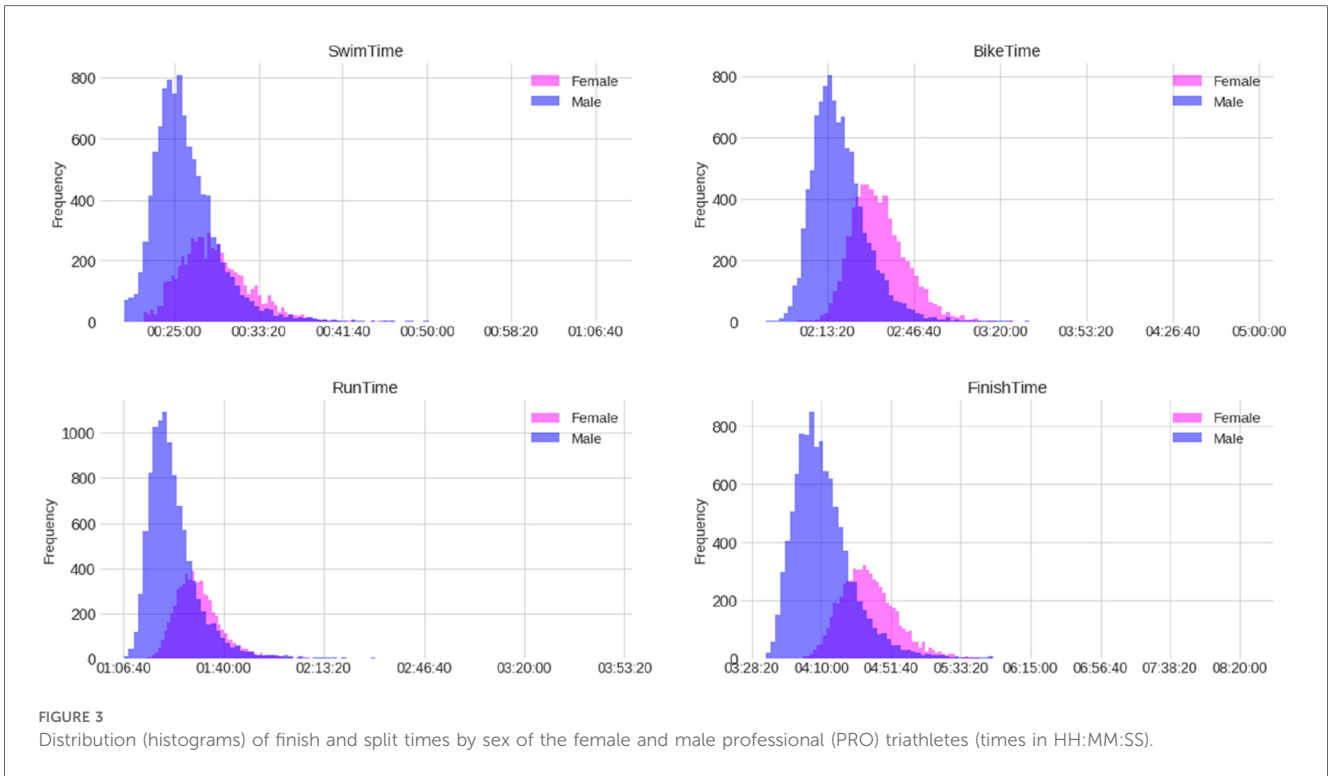 SwimTime
800
600
400
200
0
Frequency
Female
Male
00:25:00 00:33:20 00:41:40 00:50:00 00:58:20 01:06:40
BikeTime
800
600
400
200
0
Frequency
Female
Male
02:13:20 02:46:40 03:20:00 03:53:20 04:26:40 05:00:00
RunTime
1000
800
600
400
200
0
Frequency
Female
Male
01:06:40 01:40:00 02:13:20 02:46:40 03:20:00 03:53:20
FinishTime
800
600
400
200
0
Frequency
Female
Male
03:28:20 04:10:00 04:51:40 05:33:20 06:15:00 06:56:40 07:38:20 08:20:00
FIGURE 3
Distribution (histograms) of finish and split times by sex of the female and male professional (PRO) triathletes (times in HH:MM:SS).